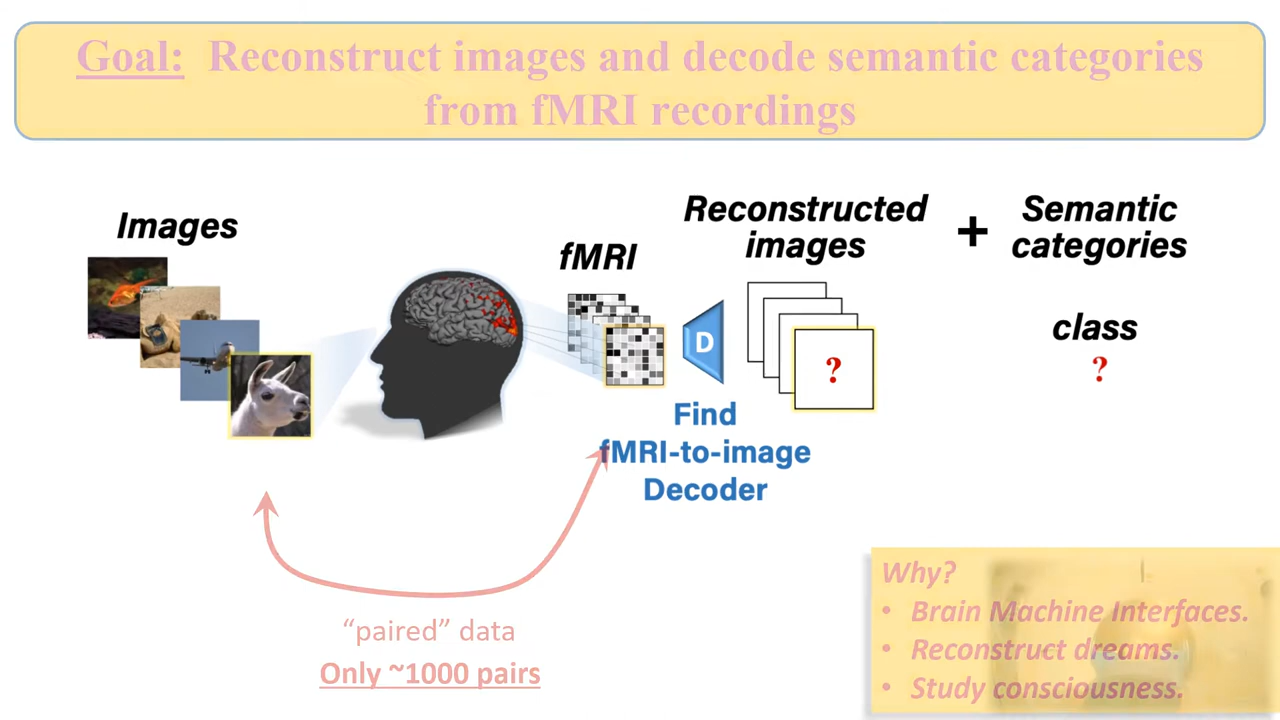 Goal: Reconstruct images and decode semantic categories
from fMRI recordings
Images
fMRI
Reconstructed
images
+
Semantic
categories
D
?
class
?
Find
fMRI-to-image
Decoder
"paired" data
Only ~1000 pairs
Why?
• Brain Machine Interfaces.
• Reconstruct dreams.
• Study consciousness.